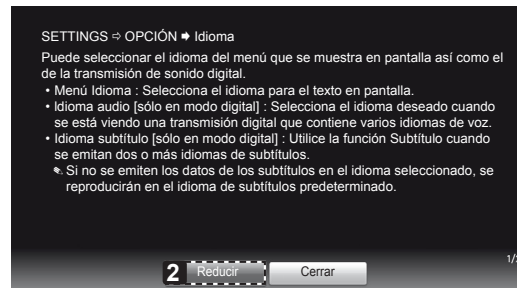 SETTINGS ⇨ OPCIÓN ➡ Idioma
Puede seleccionar el idioma del menú que se muestra en pantalla así como el
de la transmisión de sonido digital.
• Menú Idioma : Selecciona el idioma para el texto en pantalla.
• Idioma audio [sólo en modo digital] : Selecciona el idioma deseado cuando
se está viendo una transmisión digital que contiene varios idiomas de voz.
• Idioma subtítulo [sólo en modo digital] : Utilice la función Subtítulo cuando
se emitan dos o más idiomas de subtítulos.
✎ Si no se emiten los datos de los subtítulos en el idioma seleccionado, se
reproducirán en el idioma de subtítulos predeterminado.
1/
2 Reducir Cerrar